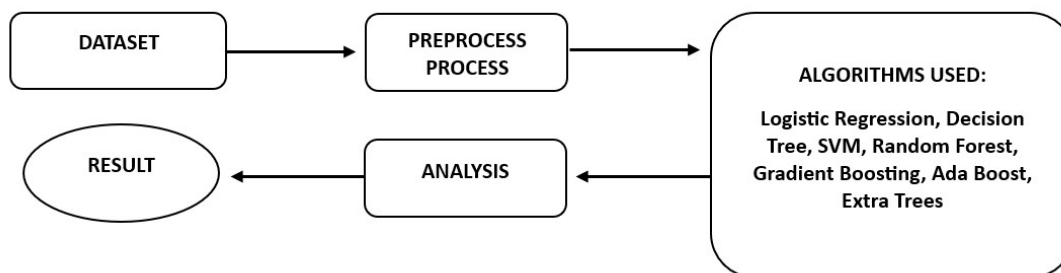 DATASET
PREPROCESS
PROCESS
ALGORITHMS USED:
Logistic Regression, Decision
Tree, SVM, Random Forest,
Gradient Boosting, Ada Boost,
Extra Trees
ANALYSIS
RESULT